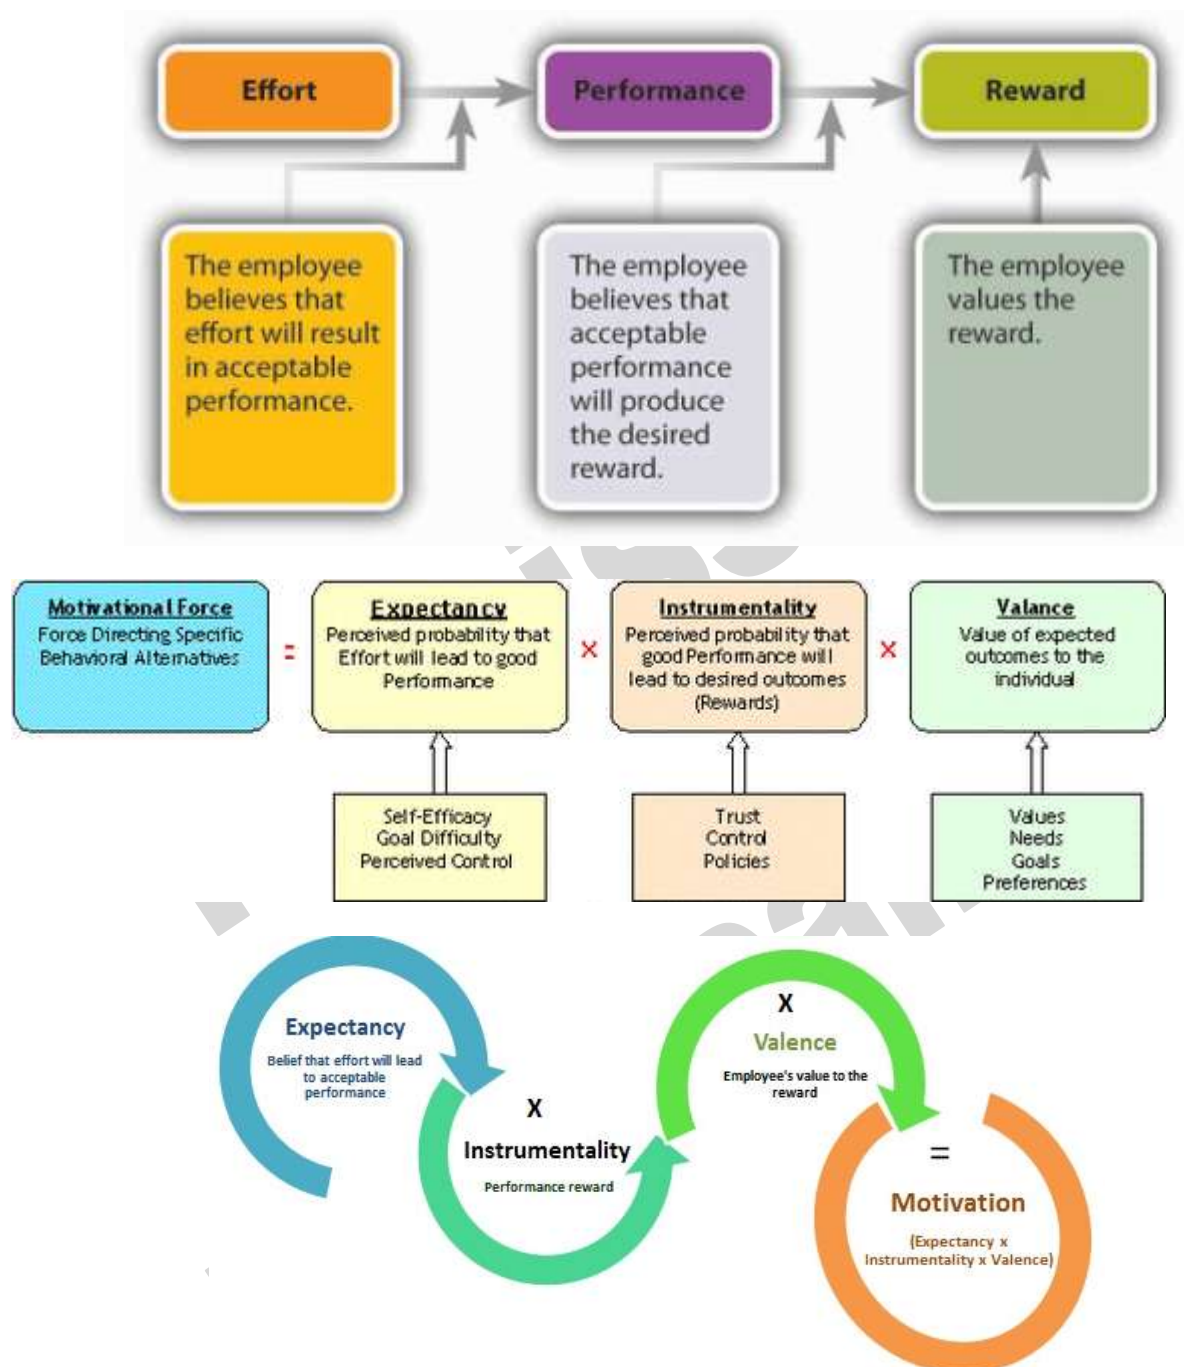 Effort
Performance
Reward
The employee
believes that
effort will result
in acceptable
performance.
The employee
believes that
acceptable
performance
will produce
the desired
reward.
The employee
values the
reward.
Motivational Force
Force Directing Specific
Behavioral Alternatives
=
Expectancy
Perceived probability that
Effort will lead to good
Performance
X
Instrumentality
Perceived probability that
good Performance will
lead to desired outcomes
(Rewards)
X
Valance
Value of expected
outcomes to the
individual
Self-Efficacy
Goal Difficulty
Perceived Control
Trust
Control
Policies
Values
Needs
Goals
Preferences
Expectancy
Belief that effort will lead
to acceptable
performance
X
Instrumentality
Performance reward
X
Valence
Employee's value to the
reward
=
Motivation
(Expectancy x
Instrumentality x Valence)